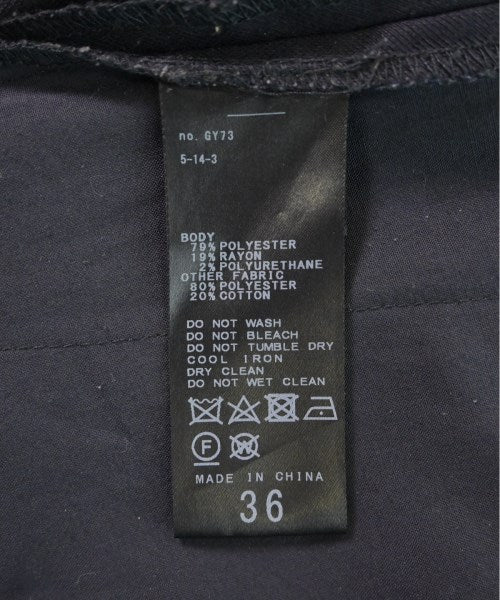 no. GY73
5-14-3
BODY
79% POLYESTER
19% RAYON
2% POLYURETHANE
OTHER FABRIC
80% POLYESTER
20% COTTON
DO NOT WASH
DO NOT BLEACH
DO NOT TUMBLE DRY
COOL IRON
DRY CLEAN
DO NOT WET CLEAN
F W
MADE IN CHINA
36